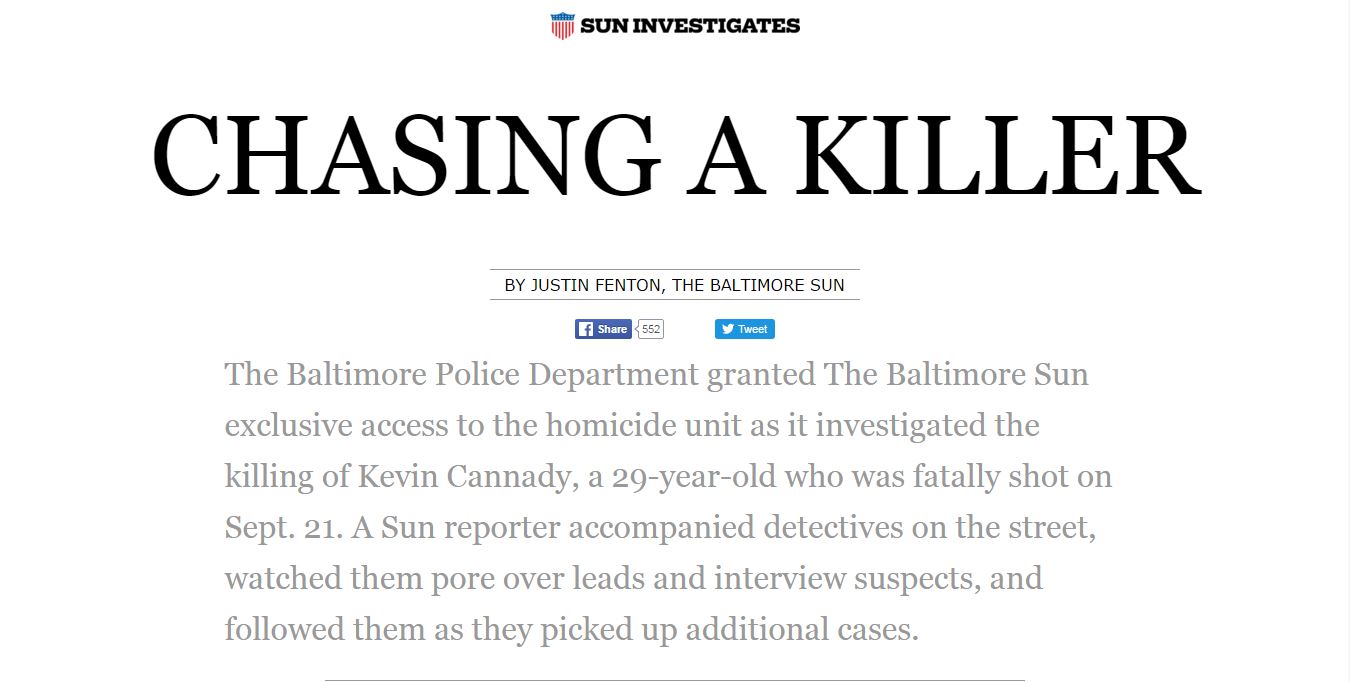 SUN INVESTIGATES
CHASING A KILLER
BY JUSTIN FENTON, THE BALTIMORE SUN
Share 552 Tweet
The Baltimore Police Department granted The Baltimore Sun
exclusive access to the homicide unit as it investigated the
killing of Kevin Cannady, a 29-year-old who was fatally shot on
Sept. 21. A Sun reporter accompanied detectives on the street,
watched them pore over leads and interview suspects, and
followed them as they picked up additional cases.